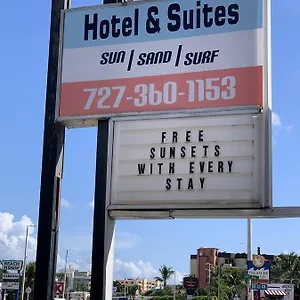 Hotel & Suites
SUN / SAND / SURF
727-360-1153
FREE
SUNSETS
WITH EVERY
STAY